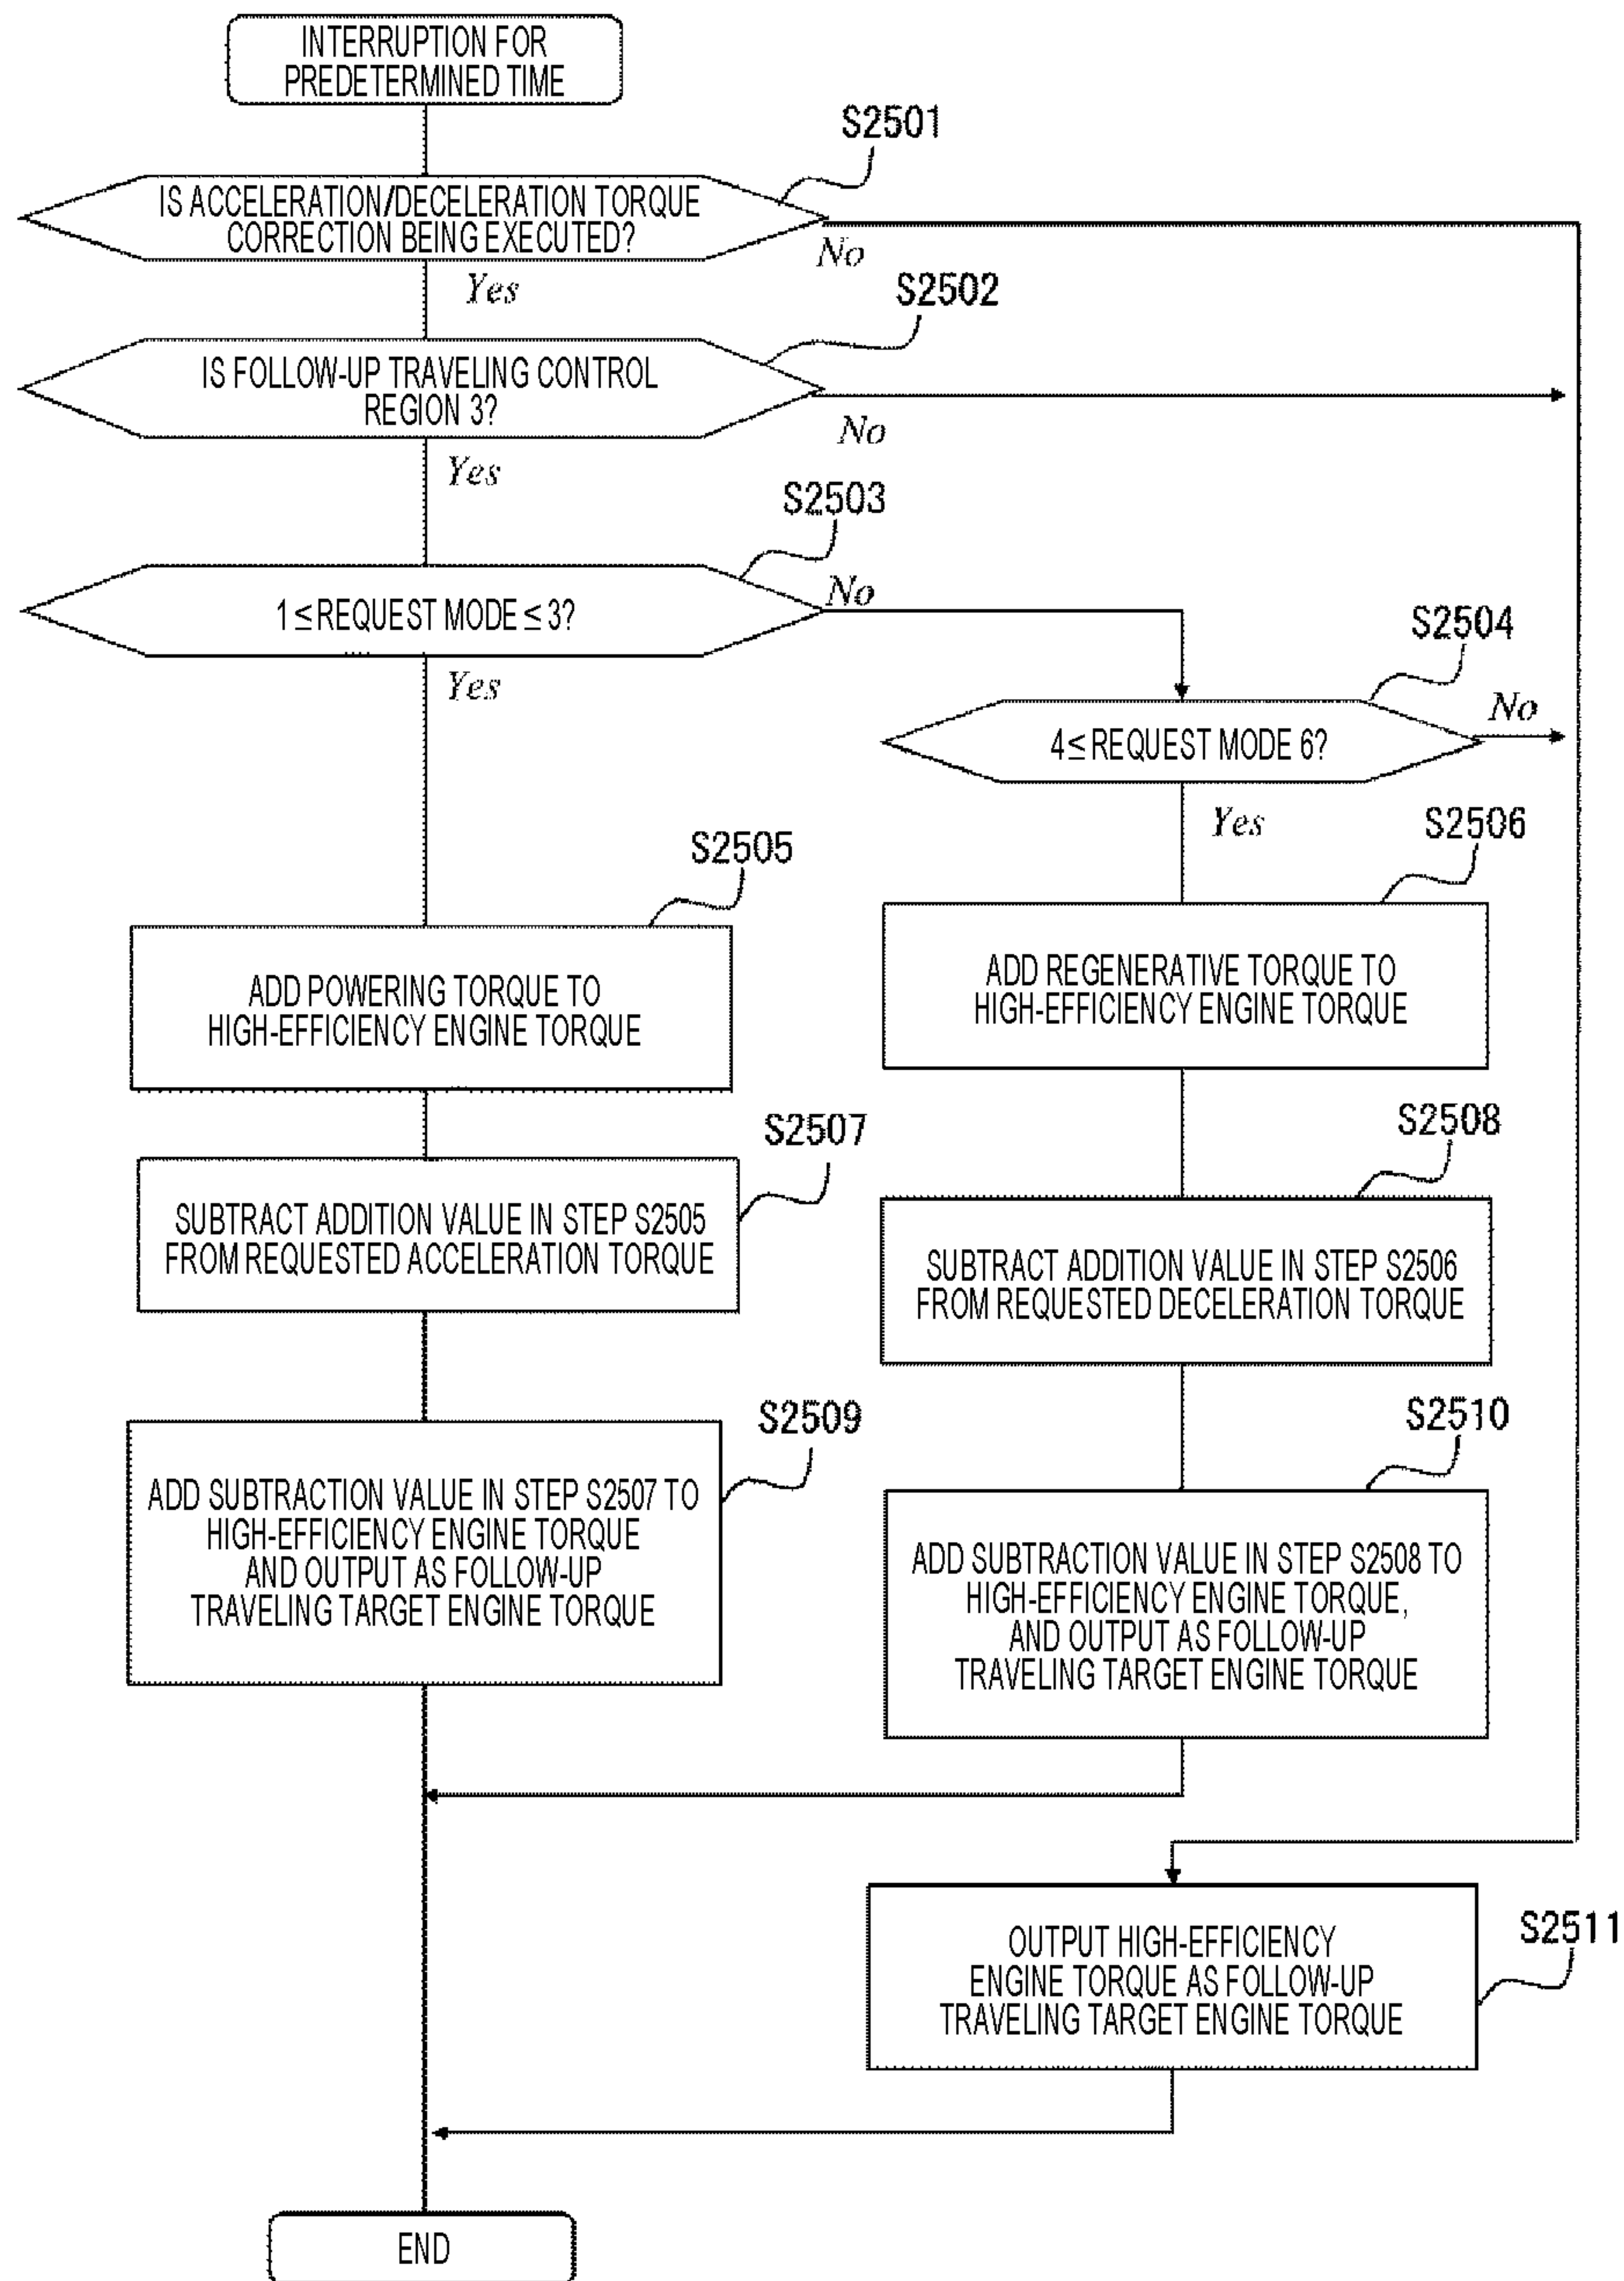 INTERRUPTION FOR
PREDETERMINED TIME
S2501
IS ACCELERATION/DECELERATION TORQUE
CORRECTION BEING EXECUTED?
No
Yes
S2502
IS FOLLOW-UP TRAVELING CONTROL
REGION 3?
No
Yes
S2503
1 ≤ REQUEST MODE ≤ 3?
No
Yes
S2504
4 ≤ REQUEST MODE 6?
No
Yes
S2505
ADD POWERING TORQUE TO
HIGH-EFFICIENCY ENGINE TORQUE
S2506
ADD REGENERATIVE TORQUE TO
HIGH-EFFICIENCY ENGINE TORQUE
S2507
SUBTRACT ADDITION VALUE IN STEP S2505
FROM REQUESTED ACCELERATION TORQUE
S2508
SUBTRACT ADDITION VALUE IN STEP S2506
FROM REQUESTED DECELERATION TORQUE
S2509
ADD SUBTRACTION VALUE IN STEP S2507 TO
HIGH-EFFICIENCY ENGINE TORQUE
AND OUTPUT AS FOLLOW-UP
TRAVELING TARGET ENGINE TORQUE
S2510
ADD SUBTRACTION VALUE IN STEP S2508 TO
HIGH-EFFICIENCY ENGINE TORQUE,
AND OUTPUT AS FOLLOW-UP
TRAVELING TARGET ENGINE TORQUE
S2511
OUTPUT HIGH-EFFICIENCY
ENGINE TORQUE AS FOLLOW-UP
TRAVELING TARGET ENGINE TORQUE
END